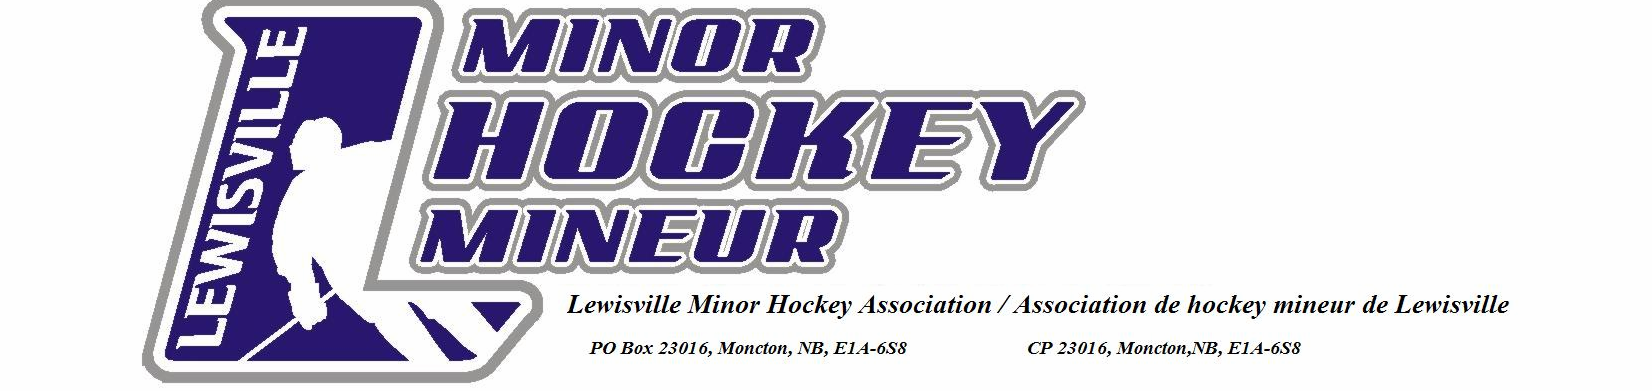 LEWISVILLE
MINOR
HOCKEY
MINEUR
Lewisville Minor Hockey Association / Association de hockey mineur de Lewisville
PO Box 23016, Moncton, NB, E1A-6S8 CP 23016, Moncton,NB, E1A-6S8